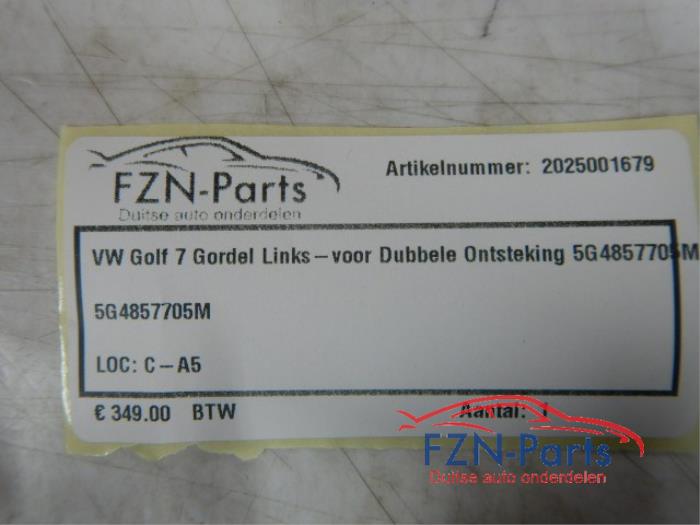 FZN-Parts
Duitse auto onderdelen
Artikelnummer: 2025001679
VW Golf 7 Gordel Links-voor Dubbele Ontsteking 5G4857705M
5G4857705M
LOC: C-A5
€ 349.00 BTW Aantal: 1
FZN-Parts
Duitse auto onderdelen